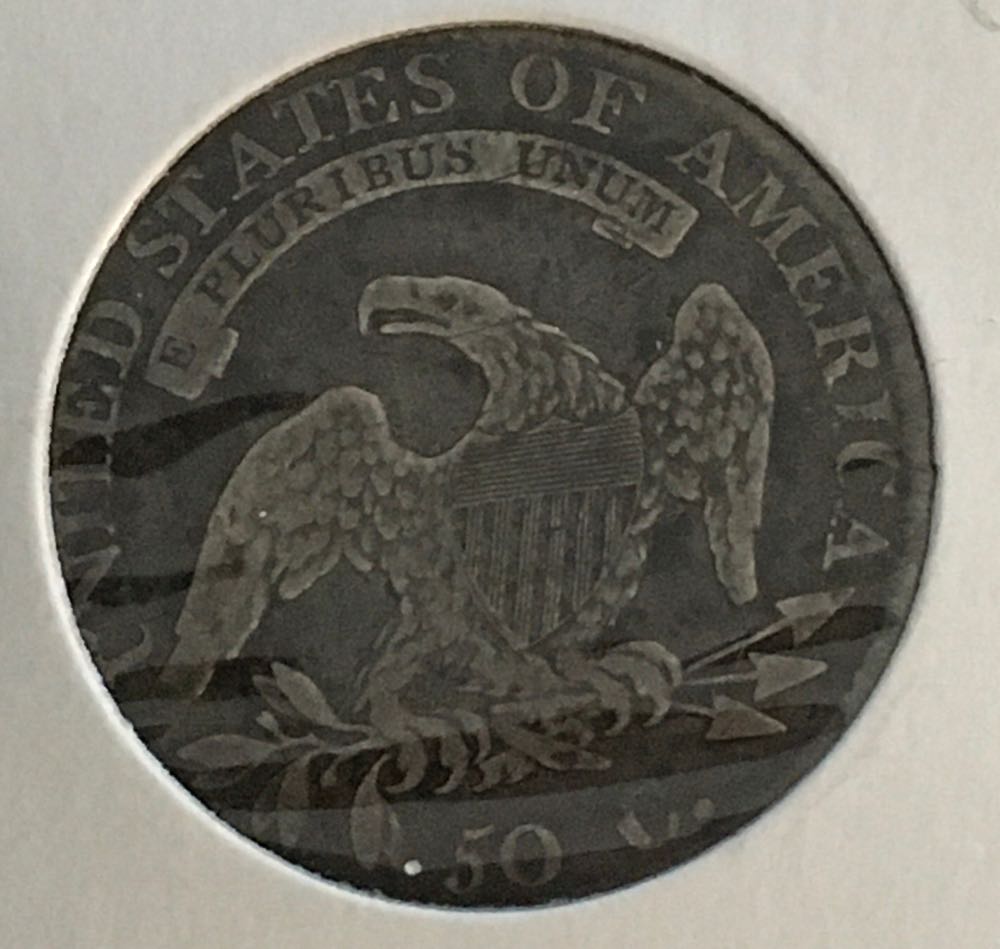 UNITED STATES OF AMERICA
E PLURIBUS UNUM
50